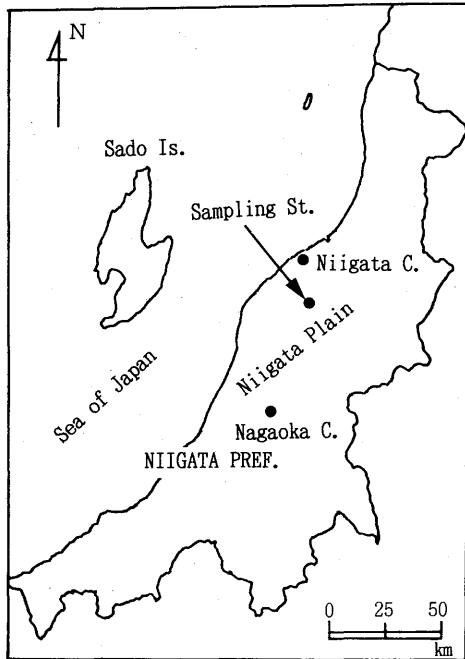 N
Sado Is.
Sampling St.
Niigata C.
Niigata Plain
Sea of Japan
Nagaoka C.
NIIGATA PREF.
0 25 50
km